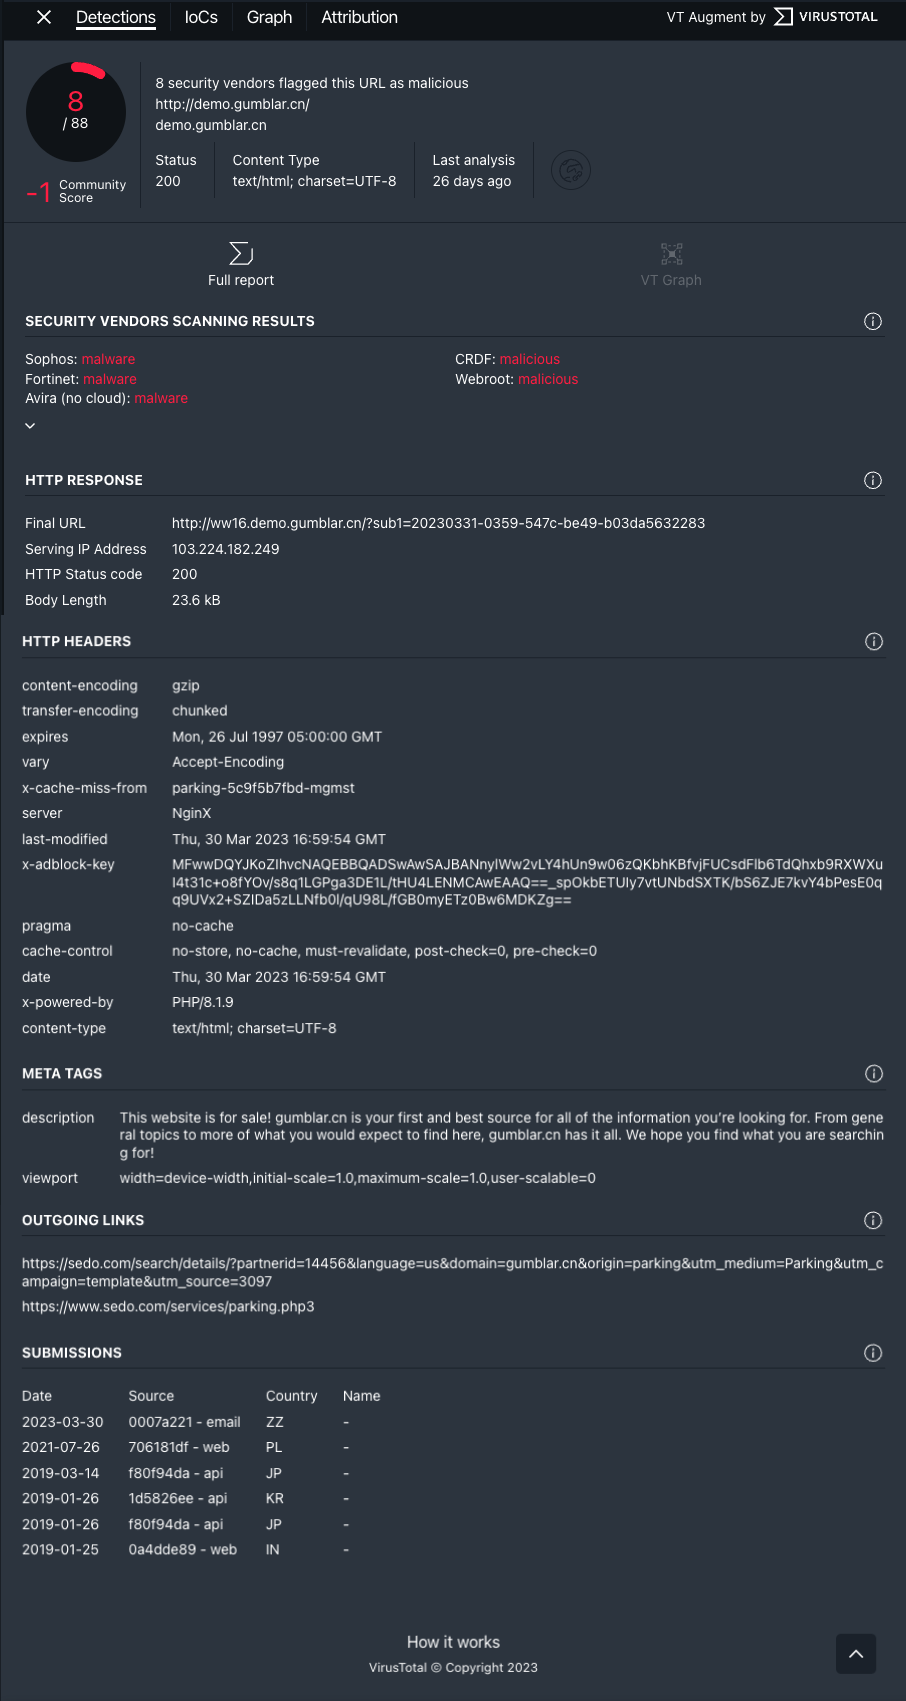 Detections IoCs Graph Attribution VT Augment by VIRUSTOTAL
8 security vendors flagged this URL as malicious
8
/ 88
http://demo.gumblar.cn/
demo.gumblar.cn
Status Content Type Last analysis
200 text/html; charset=UTF-8 26 days ago
-1 Community
Score
Full report VT Graph
SECURITY VENDORS SCANNING RESULTS
Sophos: malware CRDF: malicious
Fortinet: malware Webroot: malicious
Avira (no cloud): malware
HTTP RESPONSE
Final URL http://ww16.demo.gumblar.cn/?sub1=20230331-0359-547c-be49-b03da5632283
Serving IP Address 103.224.182.249
HTTP Status code 200
Body Length 23.6 kB
HTTP HEADERS
content-encoding gzip
transfer-encoding chunked
expires Mon, 26 Jul 1997 05:00:00 GMT
vary Accept-Encoding
x-cache-miss-from parking-5c9f5b7fbd-mgmst
server NginX
last-modified Thu, 30 Mar 2023 16:59:54 GMT
x-adblock-key MFwwDQYJKoZIhvcNAQEBBQADSwAwSAJBANnylWw2vLY4hUn9w06zQKbhKBfvjFUCsdFlb6TdQhxb9RXWXu
I4t31c+o8fYOv/s8q1LGPga3DE1L/tHU4LENMCAwEAAQ==_spOkbETUIy7vtUNbdSXTK/bS6ZJE7kvY4bPesE0q
q9UVx2+SZIDa5zLLNfb0l/qU98L/fGB0myETz0Bw6MDKZg==
pragma no-cache
cache-control no-store, no-cache, must-revalidate, post-check=0, pre-check=0
date Thu, 30 Mar 2023 16:59:54 GMT
x-powered-by PHP/8.1.9
content-type text/html; charset=UTF-8
META TAGS
description This website is for sale! gumblar.cn is your first and best source for all of the information you’re looking for. From gene
ral topics to more of what you would expect to find here, gumblar.cn has it all. We hope you find what you are searchin
g for!
viewport width=device-width,initial-scale=1.0,maximum-scale=1.0,user-scalable=0
OUTGOING LINKS
https://sedo.com/search/details/?partnerid=14456&language=us&domain=gumblar.cn&origin=parking&utm_medium=Parking&utm_c
ampaign=template&utm_source=3097
https://www.sedo.com/services/parking.php3
SUBMISSIONS
Date Source Country Name
2023-03-30 0007a221 - email ZZ -
2021-07-26 706181df - web PL -
2019-03-14 f80f94da - api JP -
2019-01-26 1d5826ee - api KR -
2019-01-26 f80f94da - api JP -
2019-01-25 0a4dde89 - web IN -
How it works
VirusTotal © Copyright 2023